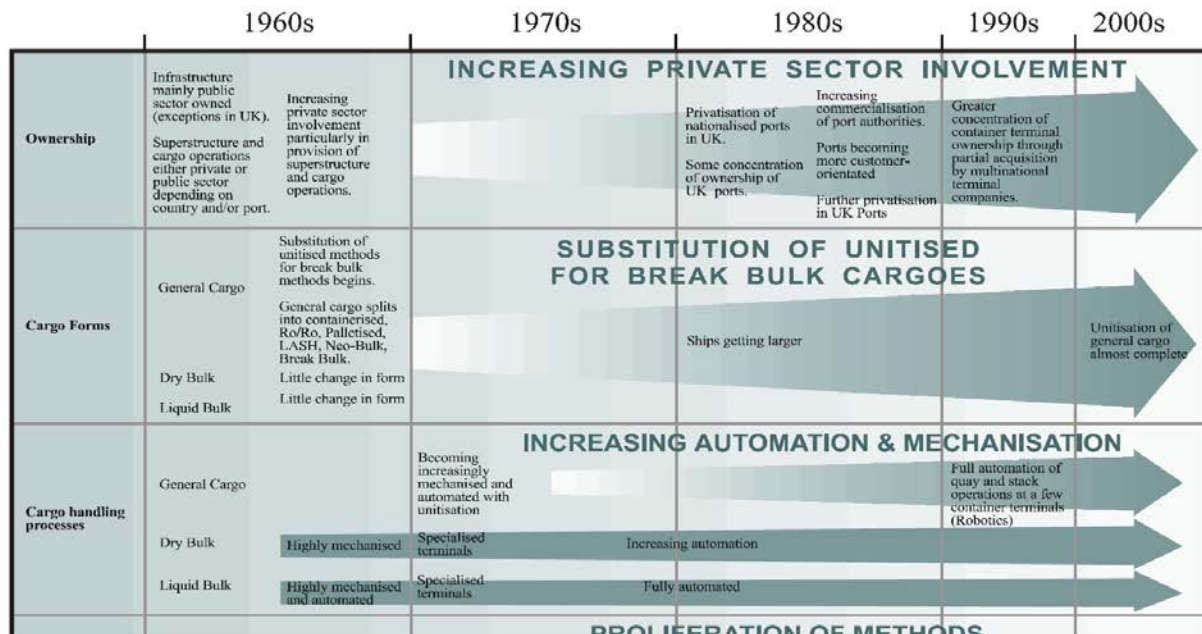 1960s 1970s 1980s 1990s 2000s
INCREASING PRIVATE SECTOR INVOLVEMENT
Ownership
Infrastructure
mainly public
sector owned
(exceptions in UK).
Superstructure and
cargo operations
either private or
public sector
depending on
country and/or port.
Increasing
private sector
involvement
particularly in
provision of
superstructure
and cargo
operations.
Privatisation of
nationalised ports
in UK.
Some concentration
of ownership of
UK ports.
Increasing
commercialisation
of port authorities.
Ports becoming
more customer-
orientated
Further privatisation
in UK Ports
Greater
concentration of
container terminal
ownership through
partial acquisition
by multinational
terminal
companies.
SUBSTITUTION OF UNITISED
FOR BREAK BULK CARGOES
Cargo Forms
General Cargo
Substitution of
unitised methods
for break bulk
methods begins.
General cargo splits
into containerised,
Ro/Ro, Palletised,
LASH, Neo-Bulk,
Break Bulk.
Ships getting larger
Unitisation of
general cargo
almost complete
Dry Bulk
Little change in form
Liquid Bulk
Little change in form
INCREASING AUTOMATION & MECHANISATION
Cargo handling
processes
General Cargo
Becoming
increasingly
mechanised and
automated with
unitisation
Full automation of
quay and stack
operations at a few
container terminals
(Robotics)
Dry Bulk
Highly mechanised
Specialised
terminals
Increasing automation
Liquid Bulk
Highly mechanised
and automated
Specialised
terminals
Fully automated
PROLIFERATION OF METHODS